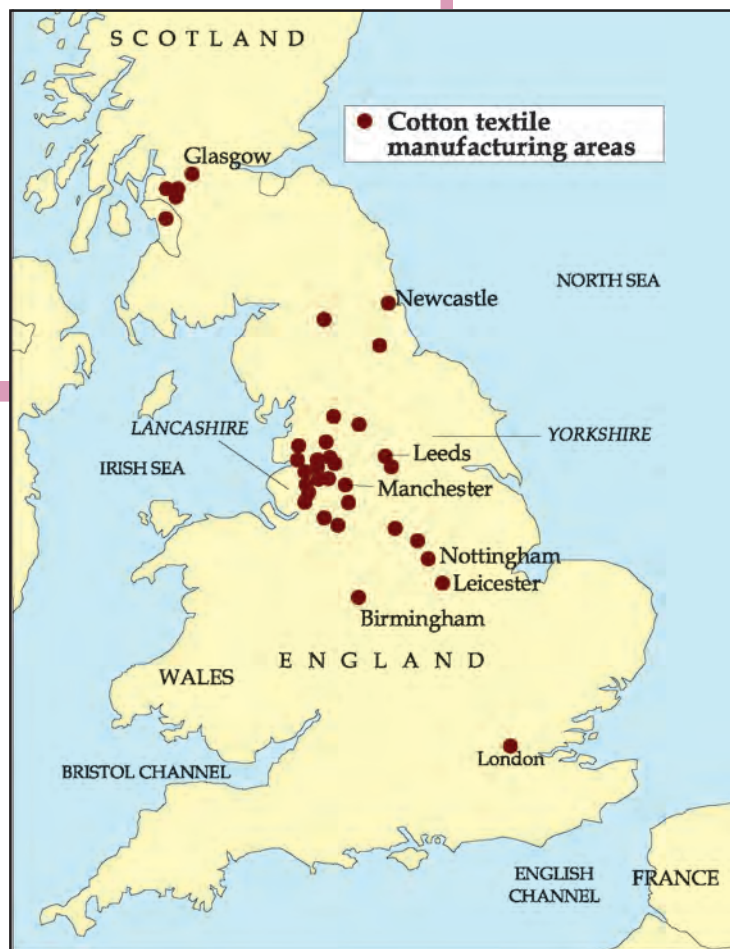 SCOTLAND
Cotton textile
manufacturing areas
Glasgow
NORTH SEA
Newcastle
LANCASHIRE
YORKSHIRE
IRISH SEA
Leeds
Manchester
Nottingham
Leicester
Birmingham
ENGLAND
WALES
London
BRISTOL CHANNEL
ENGLISH
CHANNEL
FRANCE